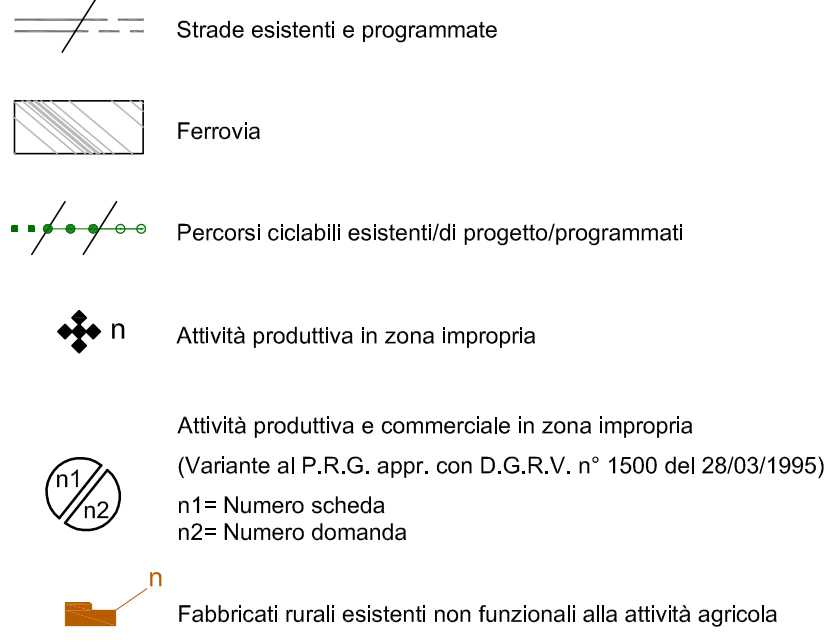 Strade esistenti e programmate
Ferrovia
Percorsi ciclabili esistenti/di progetto/programmati
n
Attività produttiva in zona impropria
Attività produttiva e commerciale in zona impropria
(Variante al P.R.G. appr. con D.G.R.V. n° 1500 del 28/03/1995)
n1
n2
n1= Numero scheda
n2= Numero domanda
n
Fabbricati rurali esistenti non funzionali alla attività agricola